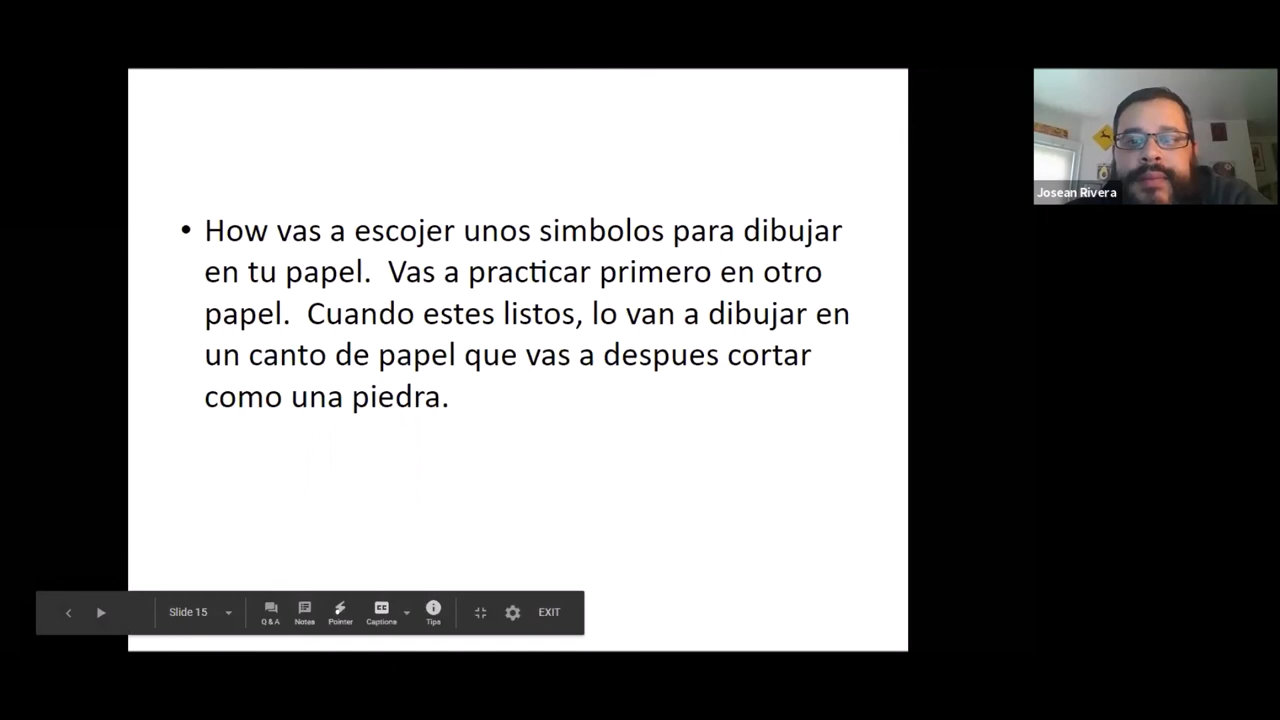 • How vas a escojer unos simbolos para dibujar
en tu papel.  Vas a practicar primero en otro
papel.  Cuando estes listos, lo van a dibujar en
un canto de papel que vas a despues cortar
como una piedra.
Josean Rivera
Slide 15
Q & A
Notes
Pointer
CC
Captions
Tips
EXIT